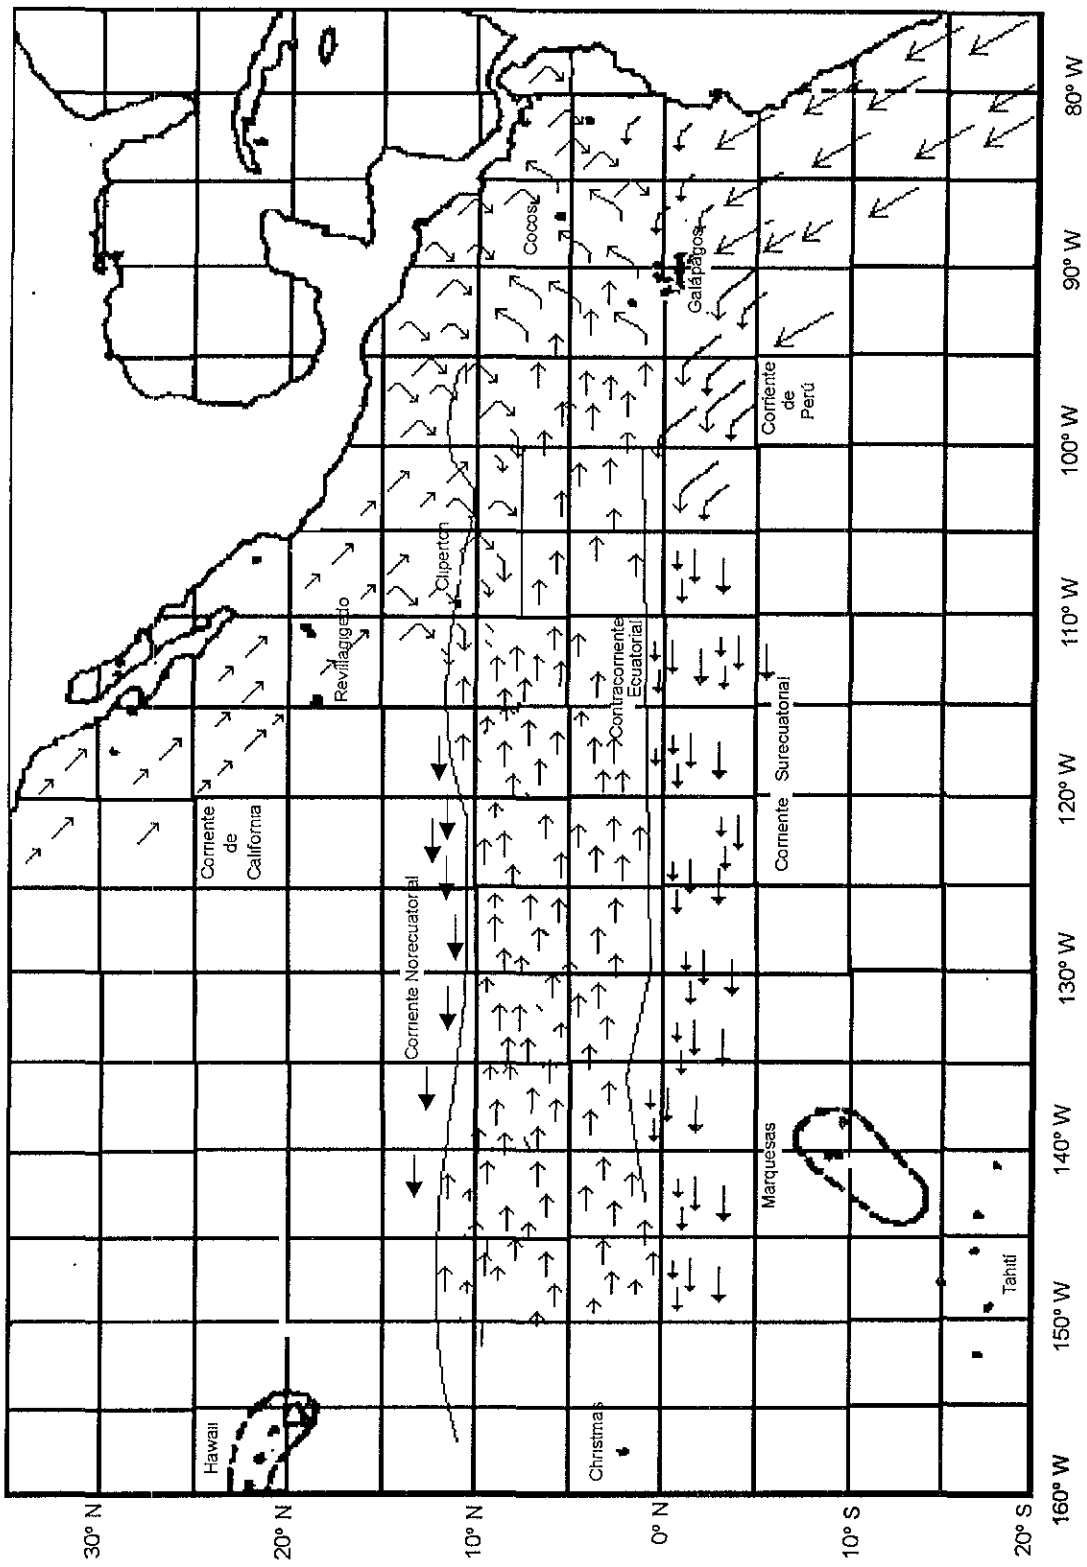 30° N
20° N
10° N
0° N
10° S
20° S
160° W
150° W
140° W
130° W
120° W
110° W
100° W
90° W
80° W
Hawaii
Christmas
Tahití
Marquesas
Corriente Norecuatorial
Corriente
de
California
Revillagigedo
Cliperton
Contracorriente
Ecuatorial
Corriente Surecuatorial
Corriente
de
Perú
Cocos
Galápagos